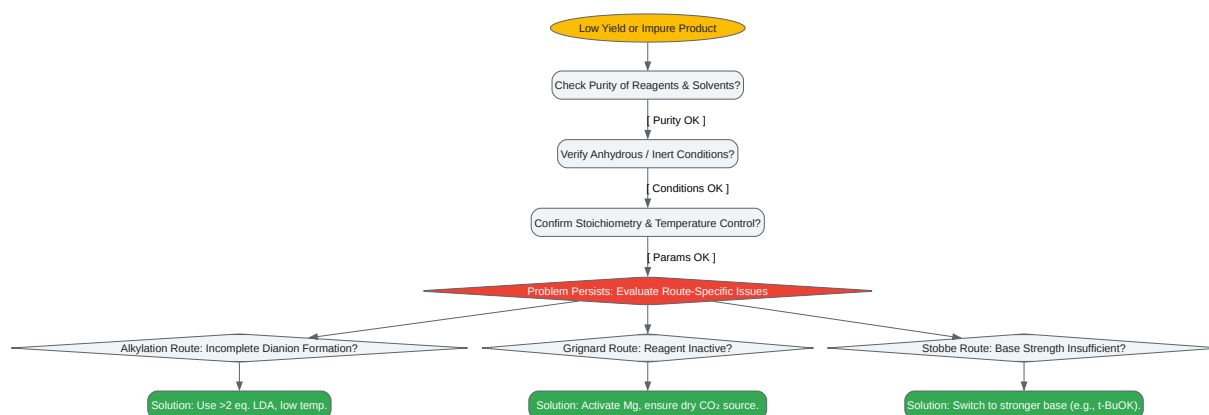 Low Yield or Impure Product
Check Purity of Reagents & Solvents?
[ Purity OK ]
Verify Anhydrous / Inert Conditions?
[ Conditions OK ]
Confirm Stoichiometry & Temperature Control?
[ Params OK ]
Problem Persists: Evaluate Route-Specific Issues
Alkylation Route: Incomplete Dianion Formation?
Grignard Route: Reagent Inactive?
Stobbe Route: Base Strength Insufficient?
Solution: Use >2 eq. LDA, low temp.
Solution: Activate Mg, ensure dry CO₂ source.
Solution: Switch to stronger base (e.g., t-BuOK).